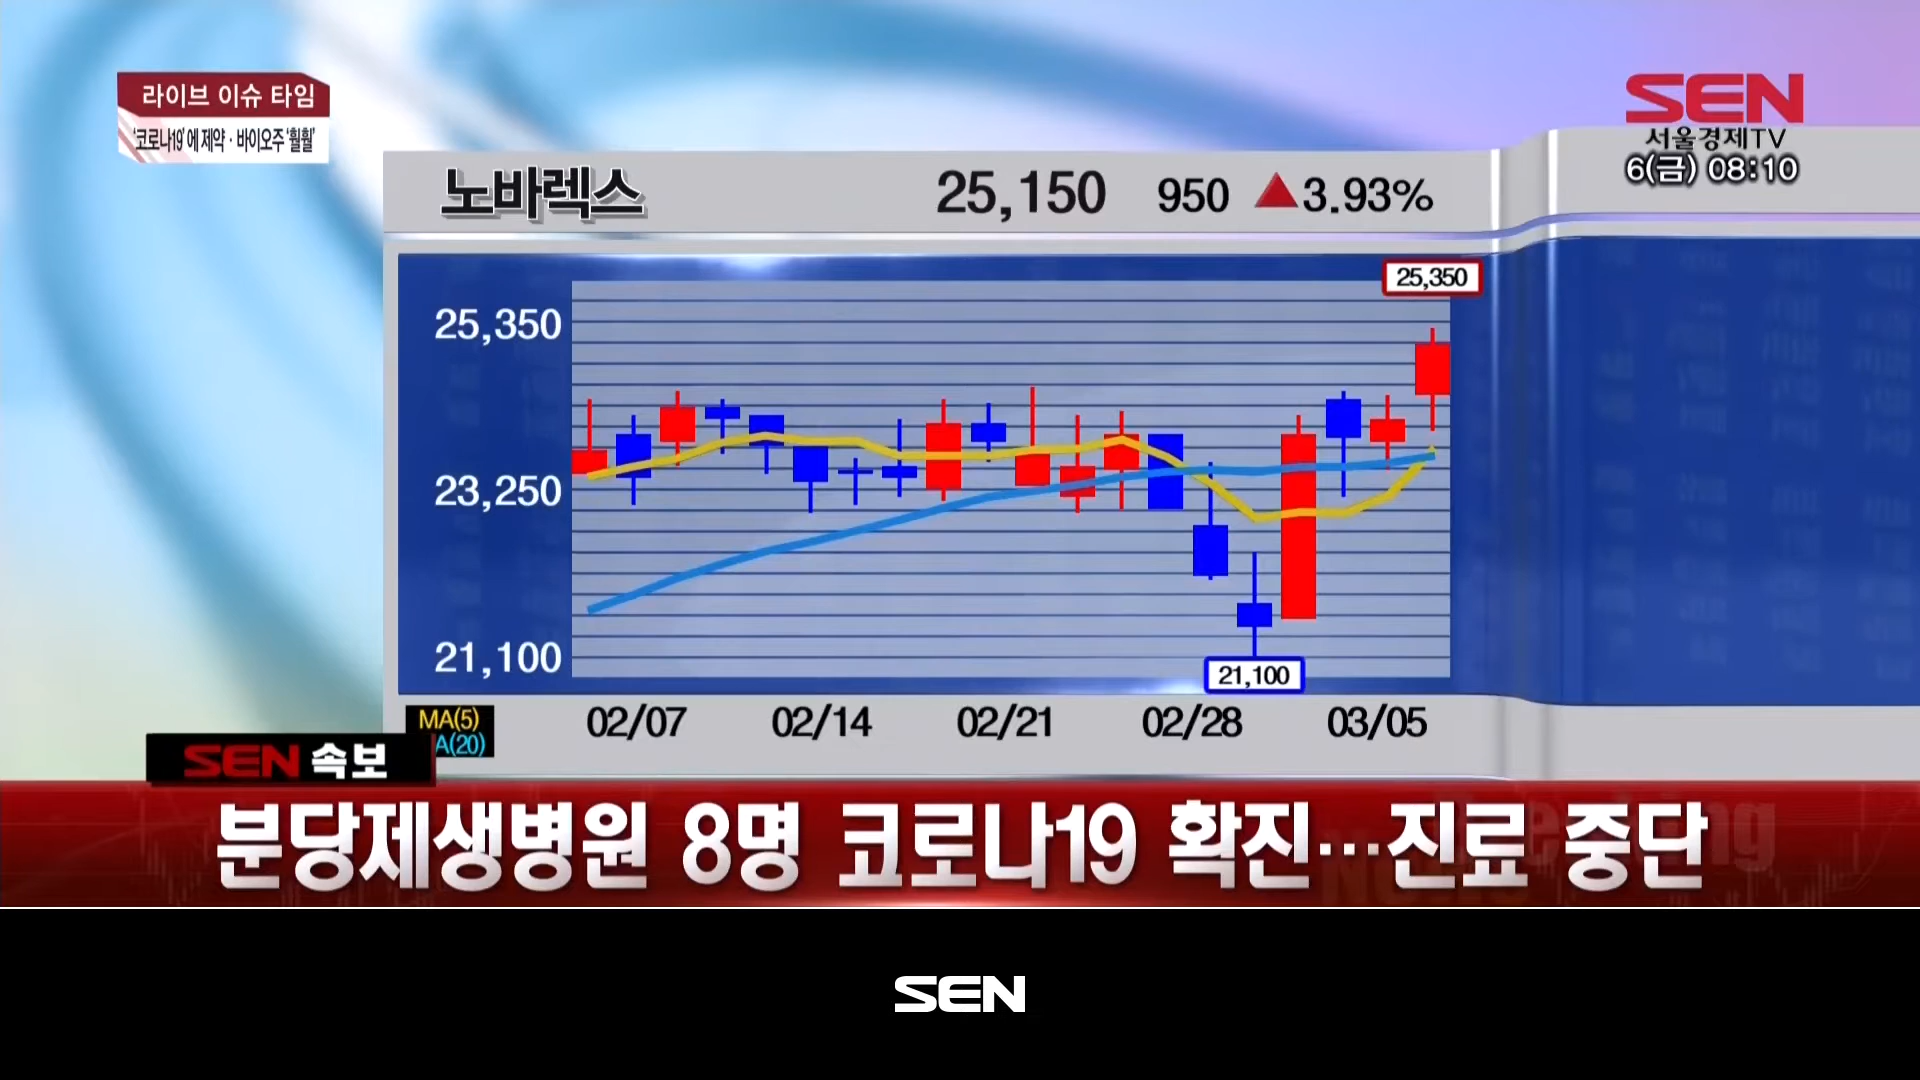 라이브 이슈 타임
'코로나19'에 제약·바이오주 '훨훨'
SEN
서울경제TV
6(금) 08:10
노바렉스 25,150 950 ▲3.93%
25,350
25,350
23,250
21,100
21,100
MA(5)
A(20)
02/07 02/14 02/21 02/28 03/05
SEN 속보
분당제생병원 8명 코로나19 확진…진료 중단
SEN